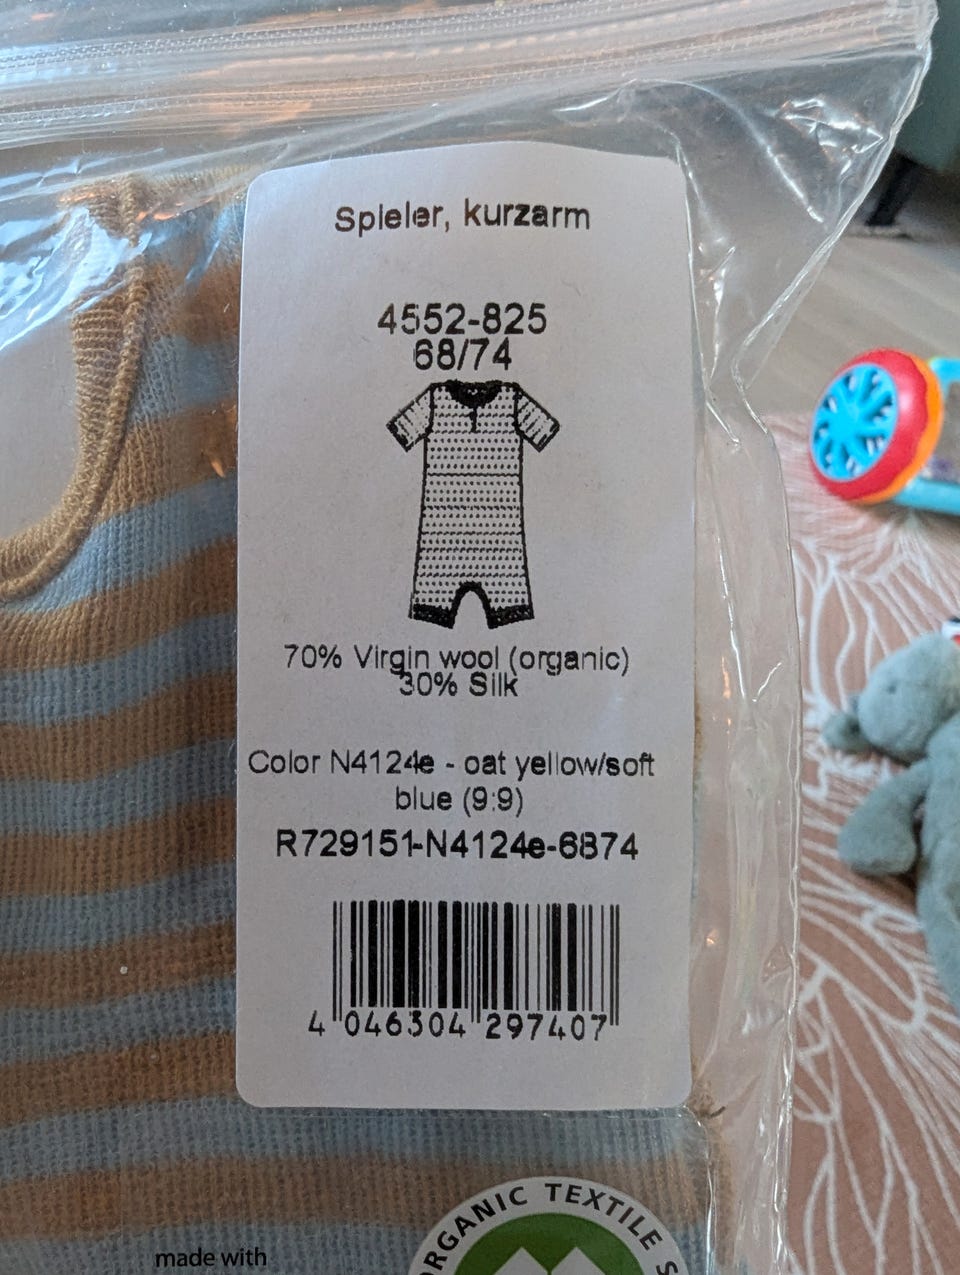 Spieler, kurzarm
4552-825
68/74
70% Virgin wool (organic)
30% Silk
Color N4124e - oat yellow/soft
blue (9:9)
R729151-N4124e-6874
4 046304 297407
ORGANIC TEXTILE S
made with